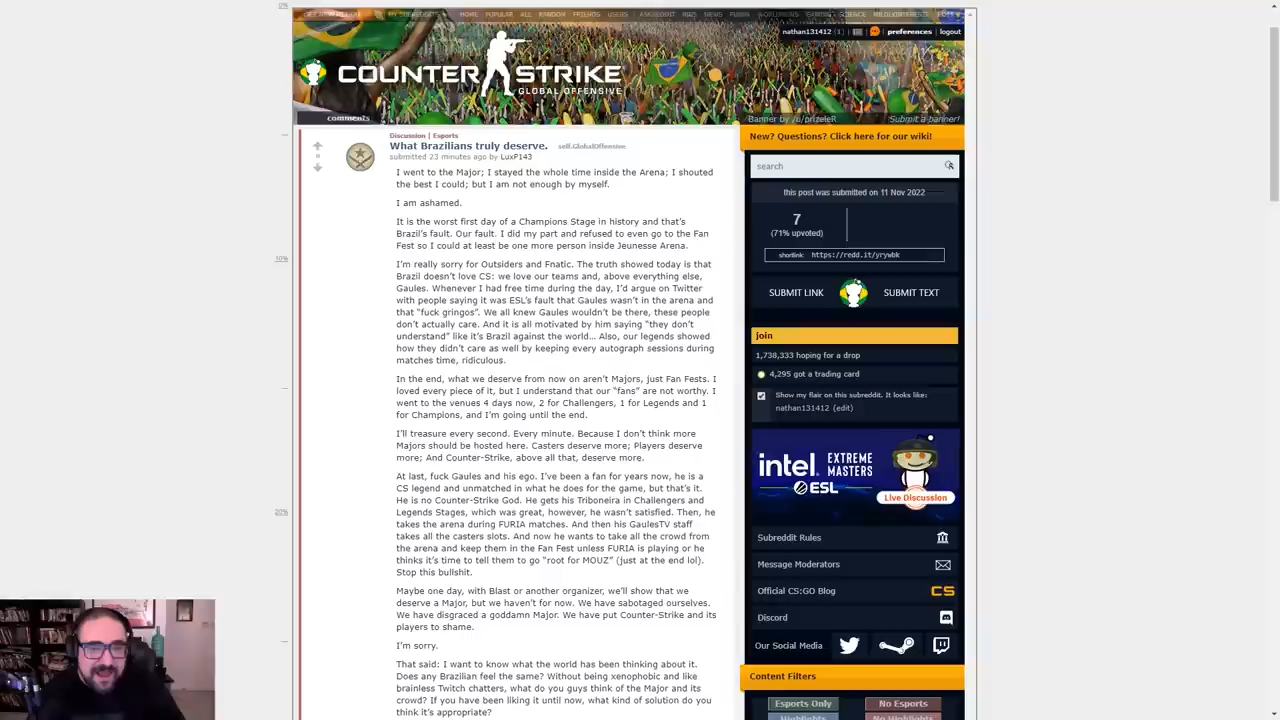 0%
MY SUBREDDITS
HOME POPULAR ALL RANDOM FRIENDS USERS
nathan131412 (1) preferences logout
COUNTER STRIKE
GLOBAL OFFENSIVE
comments
Banner by /u/prizeleR Submit a banner!
Discussion | Esports
What Brazilians truly deserve. self.GlobalOffensive
submitted 23 minutes ago by LuxP143
I went to the Major; I stayed the whole time inside the Arena; I shouted
the best I could; but I am not enough by myself.
I am ashamed.
It is the worst first day of a Champions Stage in history and that's
Brazil's fault. Our fault. I did my part and refused to even go to the Fan
Fest so I could at least be one more person inside Jeunesse Arena.
10%
I'm really sorry for Outsiders and Fnatic. The truth showed today is that
Brazil doesn't love CS: we love our teams and, above everything else,
Gaules. Whenever I had free time during the day, I'd argue on Twitter
with people saying it was ESL's fault that Gaules wasn't in the arena and
that "fuck gringos". We all knew Gaules wouldn't be there, these people
don't actually care. And it is all motivated by him saying "they don't
understand" like it's Brazil against the world... Also, our legends showed
how they didn't care as well by keeping every autograph sessions during
matches time, ridiculous.
In the end, what we deserve from now on aren't Majors, just Fan Fests. I
loved every piece of it, but I understand that our "fans" are not worthy. I
went to the venues 4 days now, 2 for Challengers, 1 for Legends and 1
for Champions, and I'm going until the end.
I'll treasure every second. Every minute. Because I don't think more
Majors should be hosted here. Casters deserve more; Players deserve
more; And Counter-Strike, above all that, deserve more.
At last, fuck Gaules and his ego. I've been a fan for years now, he is a
CS legend and unmatched in what he does for the game, but that's it.
He is no Counter-Strike God. He gets his Triboneira in Challengers and
Legends Stages, which was great, however, he wasn't satisfied. Then, he
20%
takes the arena during FURIA matches. And then his GaulesTV staff
takes all the casters slots. And now he wants to take all the crowd from
the arena and keep them in the Fan Fest unless FURIA is playing or he
thinks it's time to tell them to go "root for MOUZ" (just at the end lol).
Stop this bullshit.
Maybe one day, with Blast or another organizer, we'll show that we
deserve a Major, but we haven't for now. We have sabotaged ourselves.
We have disgraced a goddamn Major. We have put Counter-Strike and its
players to shame.
I'm sorry.
That said: I want to know what the world has been thinking about it.
Does any Brazilian feel the same? Without being xenophobic and like
brainless Twitch chatters, what do you guys think of the Major and its
crowd? If you have been liking it until now, what kind of solution do you
think it's appropriate?
New? Questions? Click here for our wiki!
search
this post was submitted on 11 Nov 2022
7
(71% upvoted)
shortlink: https://redd.it/yrywbk
SUBMIT LINK SUBMIT TEXT
join
1,738,333 hoping for a drop
4,295 got a trading card
Show my flair on this subreddit. It looks like:
nathan131412 (edit)
intel EXTREME
MASTERS
ESL
Live Discussion
Subreddit Rules
Message Moderators
Official CS:GO Blog CS
Discord
Our Social Media
Content Filters
Esports Only No Esports
Highlights No Highlights